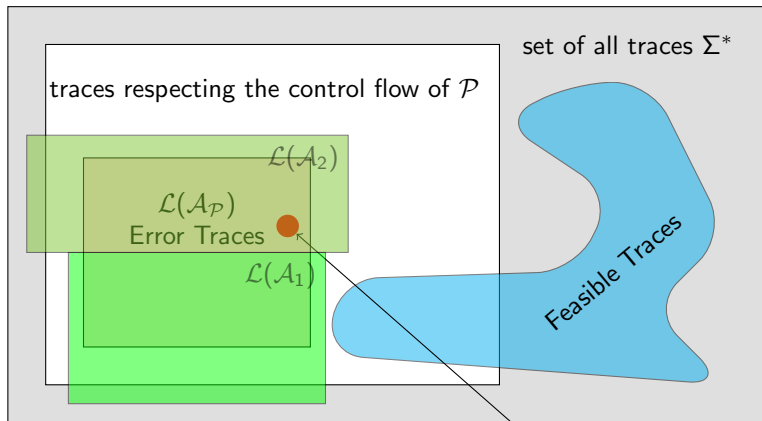 set of all traces Σ*
traces respecting the control flow of 𝒫
ℒ(𝒜₂)
ℒ(𝒜_𝒫)
Error Traces
ℒ(𝒜₁)
Feasible Traces